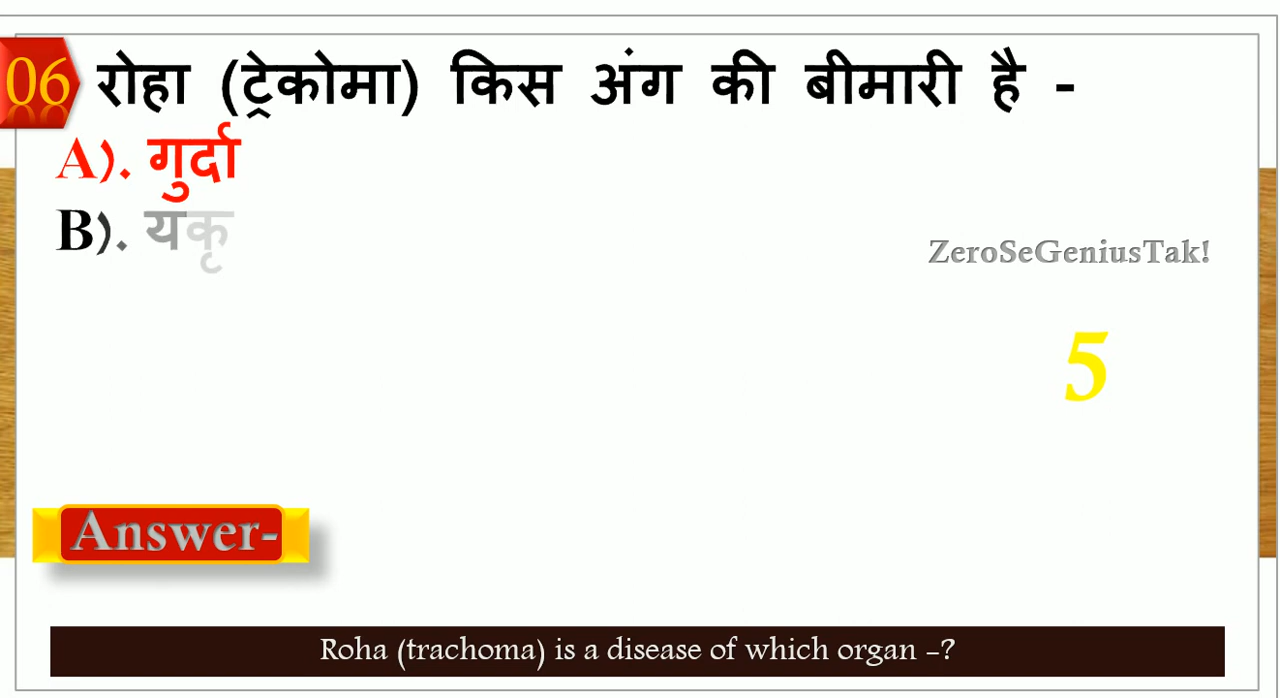 06 रोहा (ट्रेकोमा) किस अंग की बीमारी है -
A). गुर्दा
B). यकृ
ZeroSeGeniusTak!
5
Answer-
Roha (trachoma) is a disease of which organ -?